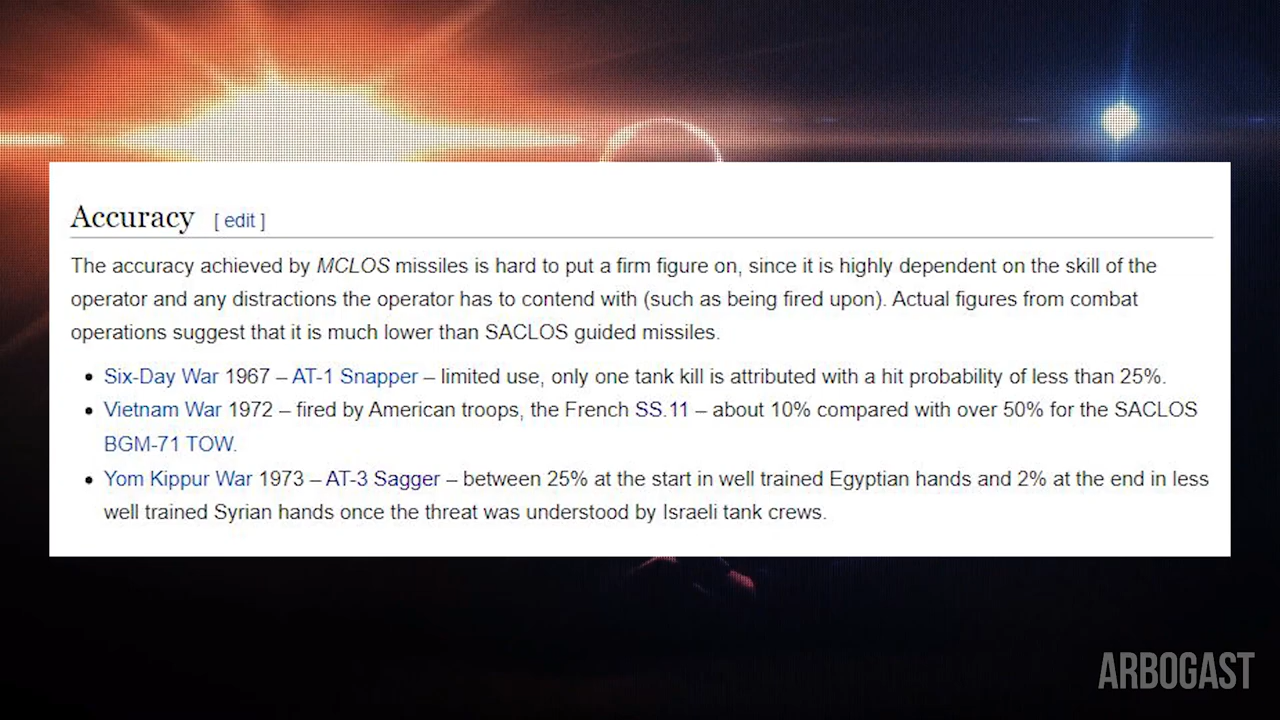 Accuracy [ edit ]
The accuracy achieved by MCLOS missiles is hard to put a firm figure on, since it is highly dependent on the skill of the
operator and any distractions the operator has to contend with (such as being fired upon). Actual figures from combat
operations suggest that it is much lower than SACLOS guided missiles.
• Six-Day War 1967 – AT-1 Snapper – limited use, only one tank kill is attributed with a hit probability of less than 25%.
• Vietnam War 1972 – fired by American troops, the French SS.11 – about 10% compared with over 50% for the SACLOS
BGM-71 TOW.
• Yom Kippur War 1973 – AT-3 Sagger – between 25% at the start in well trained Egyptian hands and 2% at the end in less
well trained Syrian hands once the threat was understood by Israeli tank crews.
ARBOGAST